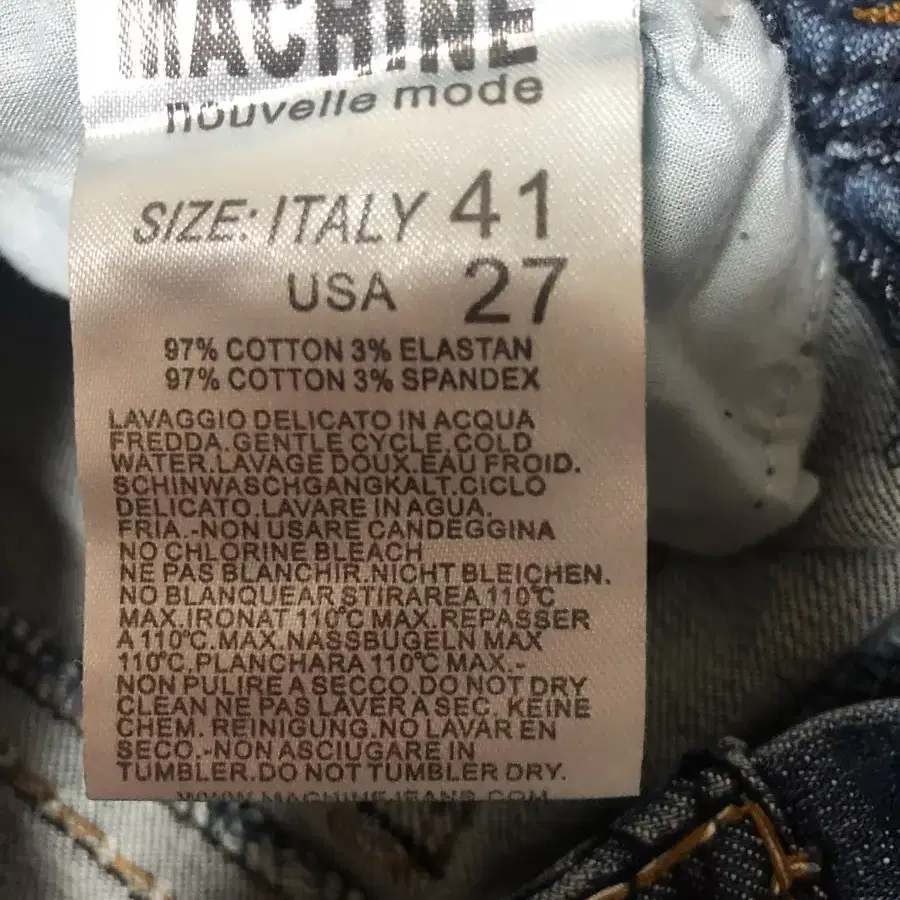 MACHINE
nouvelle mode
SIZE: ITALY 41
USA 27
97% COTTON 3% ELASTAN
97% COTTON 3% SPANDEX
LAVAGGIO DELICATO IN ACQUA
FREDDA.GENTLE CYCLE.COLD
WATER.LAVAGE DOUX.EAU FROID.
SCHINWASCHGANGKALT.CICLO
DELICATO.LAVARE IN AGUA.
FRIA.-NON USARE CANDEGGINA
NO CHLORINE BLEACH
NE PAS BLANCHIR.NICHT BLEICHEN.
NO BLANQUEAR.STIRAREA 110°C
MAX.IRONAT 110°C MAX.REPASSER
A 110°C.MAX.NASSBUGELN MAX
110°C.PLANCHARA 110°C MAX.-
NON PULIRE A SECCO.DO NOT DRY
CLEAN NE PAS LAVER A SEC. KEINE
CHEM. REINIGUNG.NO LAVAR EN
SECO.-NON ASCIUGARE IN
TUMBLER.DO NOT TUMBLER DRY.
WWW.MACHINEJEANS.COM